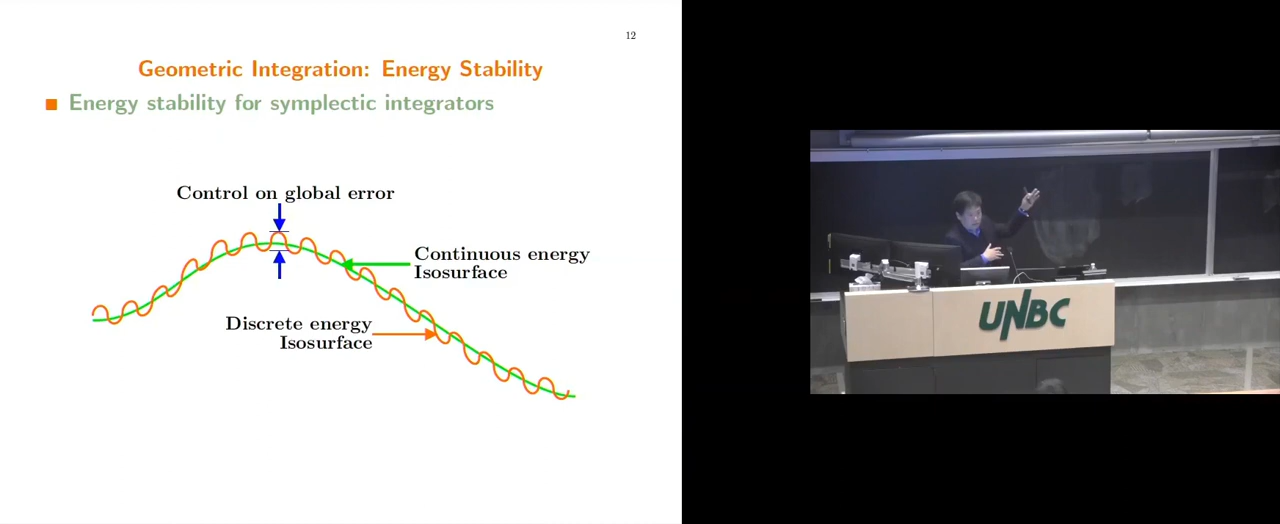 12
Geometric Integration: Energy Stability
Energy stability for symplectic integrators
Control on global error
Continuous energy
Isosurface
Discrete energy
Isosurface
UNBC